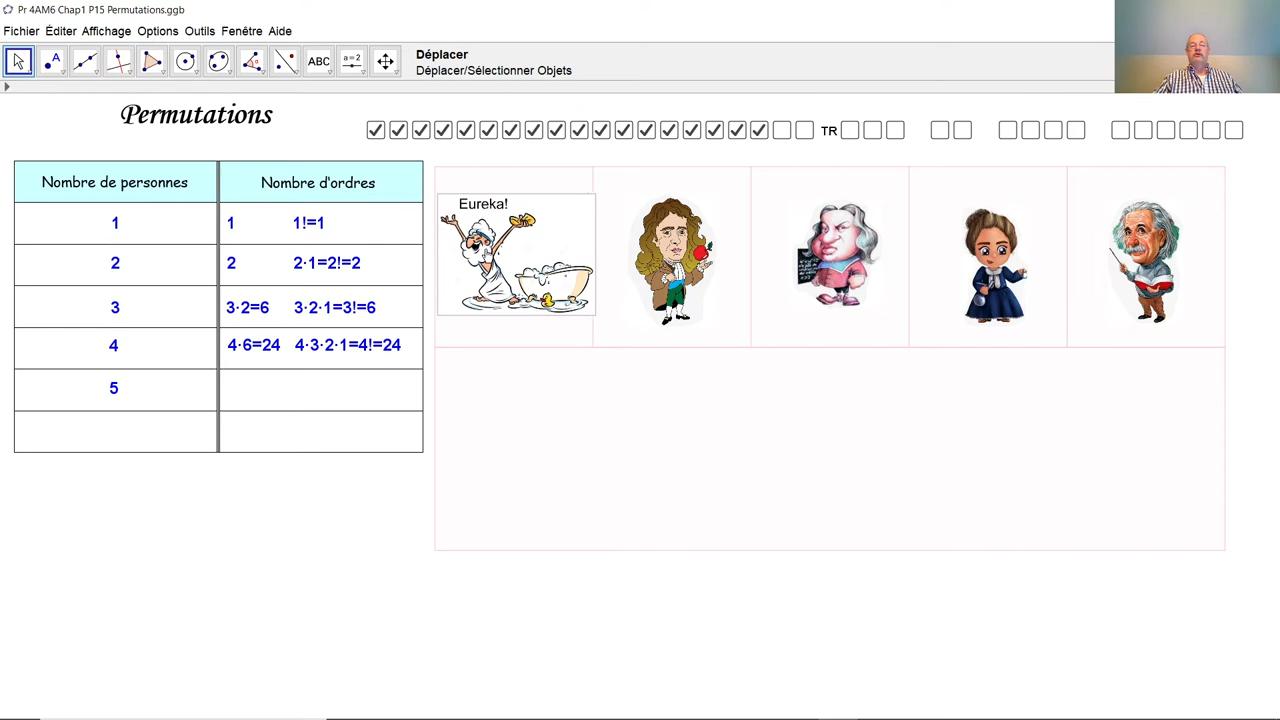 Pr 4AM6 Chap1 P15 Permutations.ggb
Fichier Éditer Affichage Options Outils Fenêtre Aide
A
ABC
a=2
Déplacer
Déplacer/Sélectionner Objets
Permutations
TR
Nombre de personnes Nombre d'ordres
1 1 1!=1
2 2 2·1=2!=2
3 3·2=6 3·2·1=3!=6
4 4·6=24 4·3·2·1=4!=24
5
Eureka!